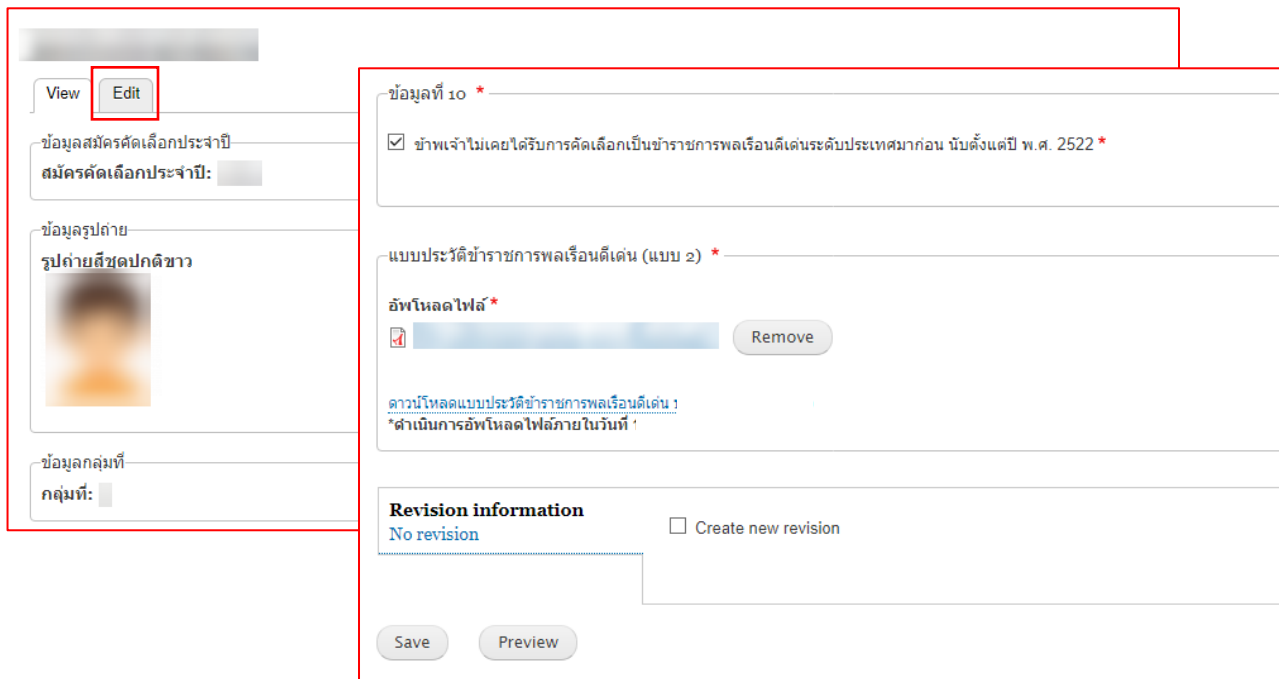 View
Edit
ข้อมูลสมัครคัดเลือกประจำปี
สมัครคัดเลือกประจำปี:
ข้อมูลรูปถ่าย
รูปถ่ายสีชุดปกติขาว
ข้อมูลกลุ่มที่
กลุ่มที่:
ข้อมูลที่ 10 *
ข้าพเจ้าไม่เคยได้รับการคัดเลือกเป็นข้าราชการพลเรือนดีเด่นระดับประเทศมาก่อน นับตั้งแต่ปี พ.ศ. 2522 *
แบบประวัติข้าราชการพลเรือนดีเด่น (แบบ 2) *
อัพโหลดไฟล์ *
Remove
ดาวน์โหลดแบบประวัติข้าราชการพลเรือนดีเด่น
*ดำเนินการอัพโหลดไฟล์ภายในวันที่
Revision information
No revision
Create new revision
Save
Preview